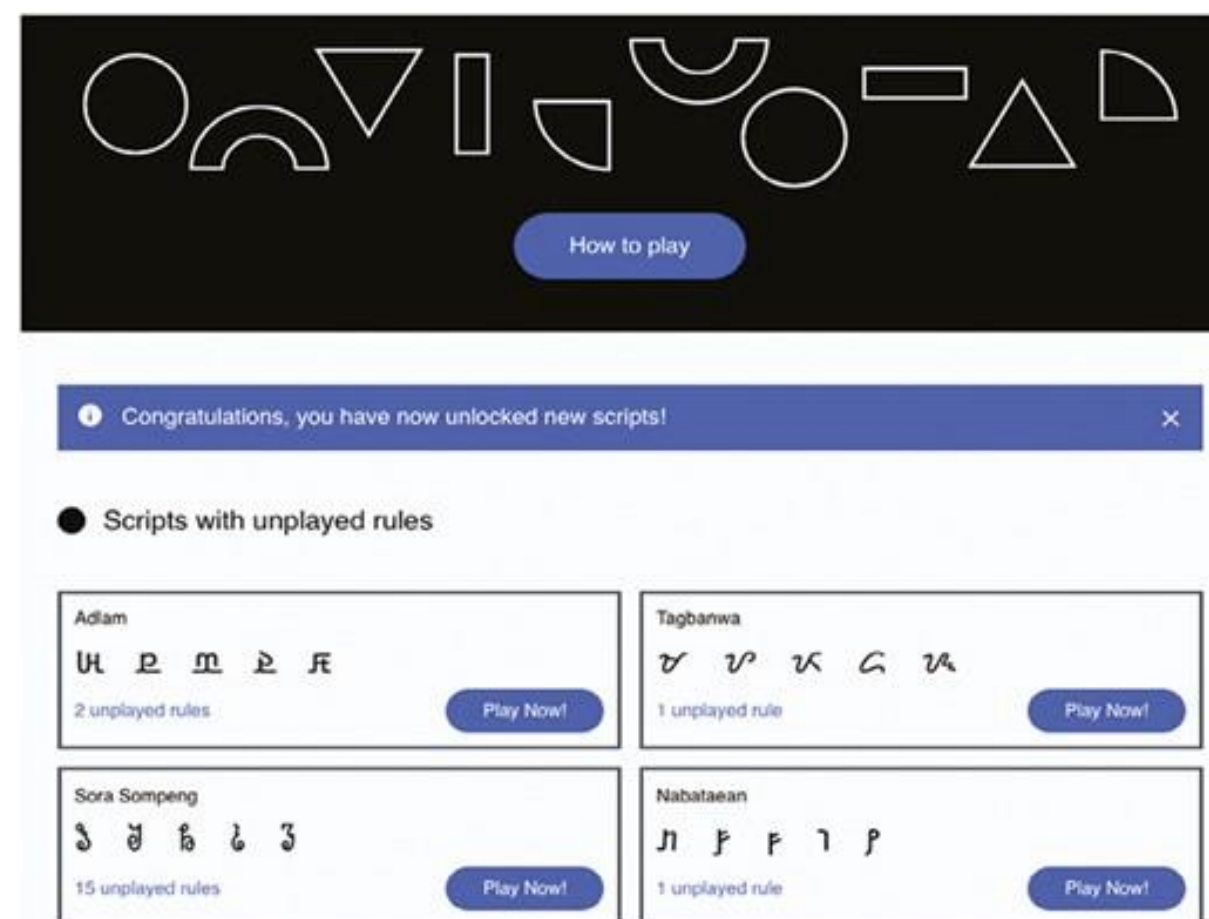 How to play
Congratulations, you have now unlocked new scripts!
Scripts with unplayed rules
Adlam
2 unplayed rules
Play Now!
Tagbanwa
1 unplayed rule
Play Now!
Sora Sompeng
15 unplayed rules
Play Now!
Nabataean
1 unplayed rule
Play Now!